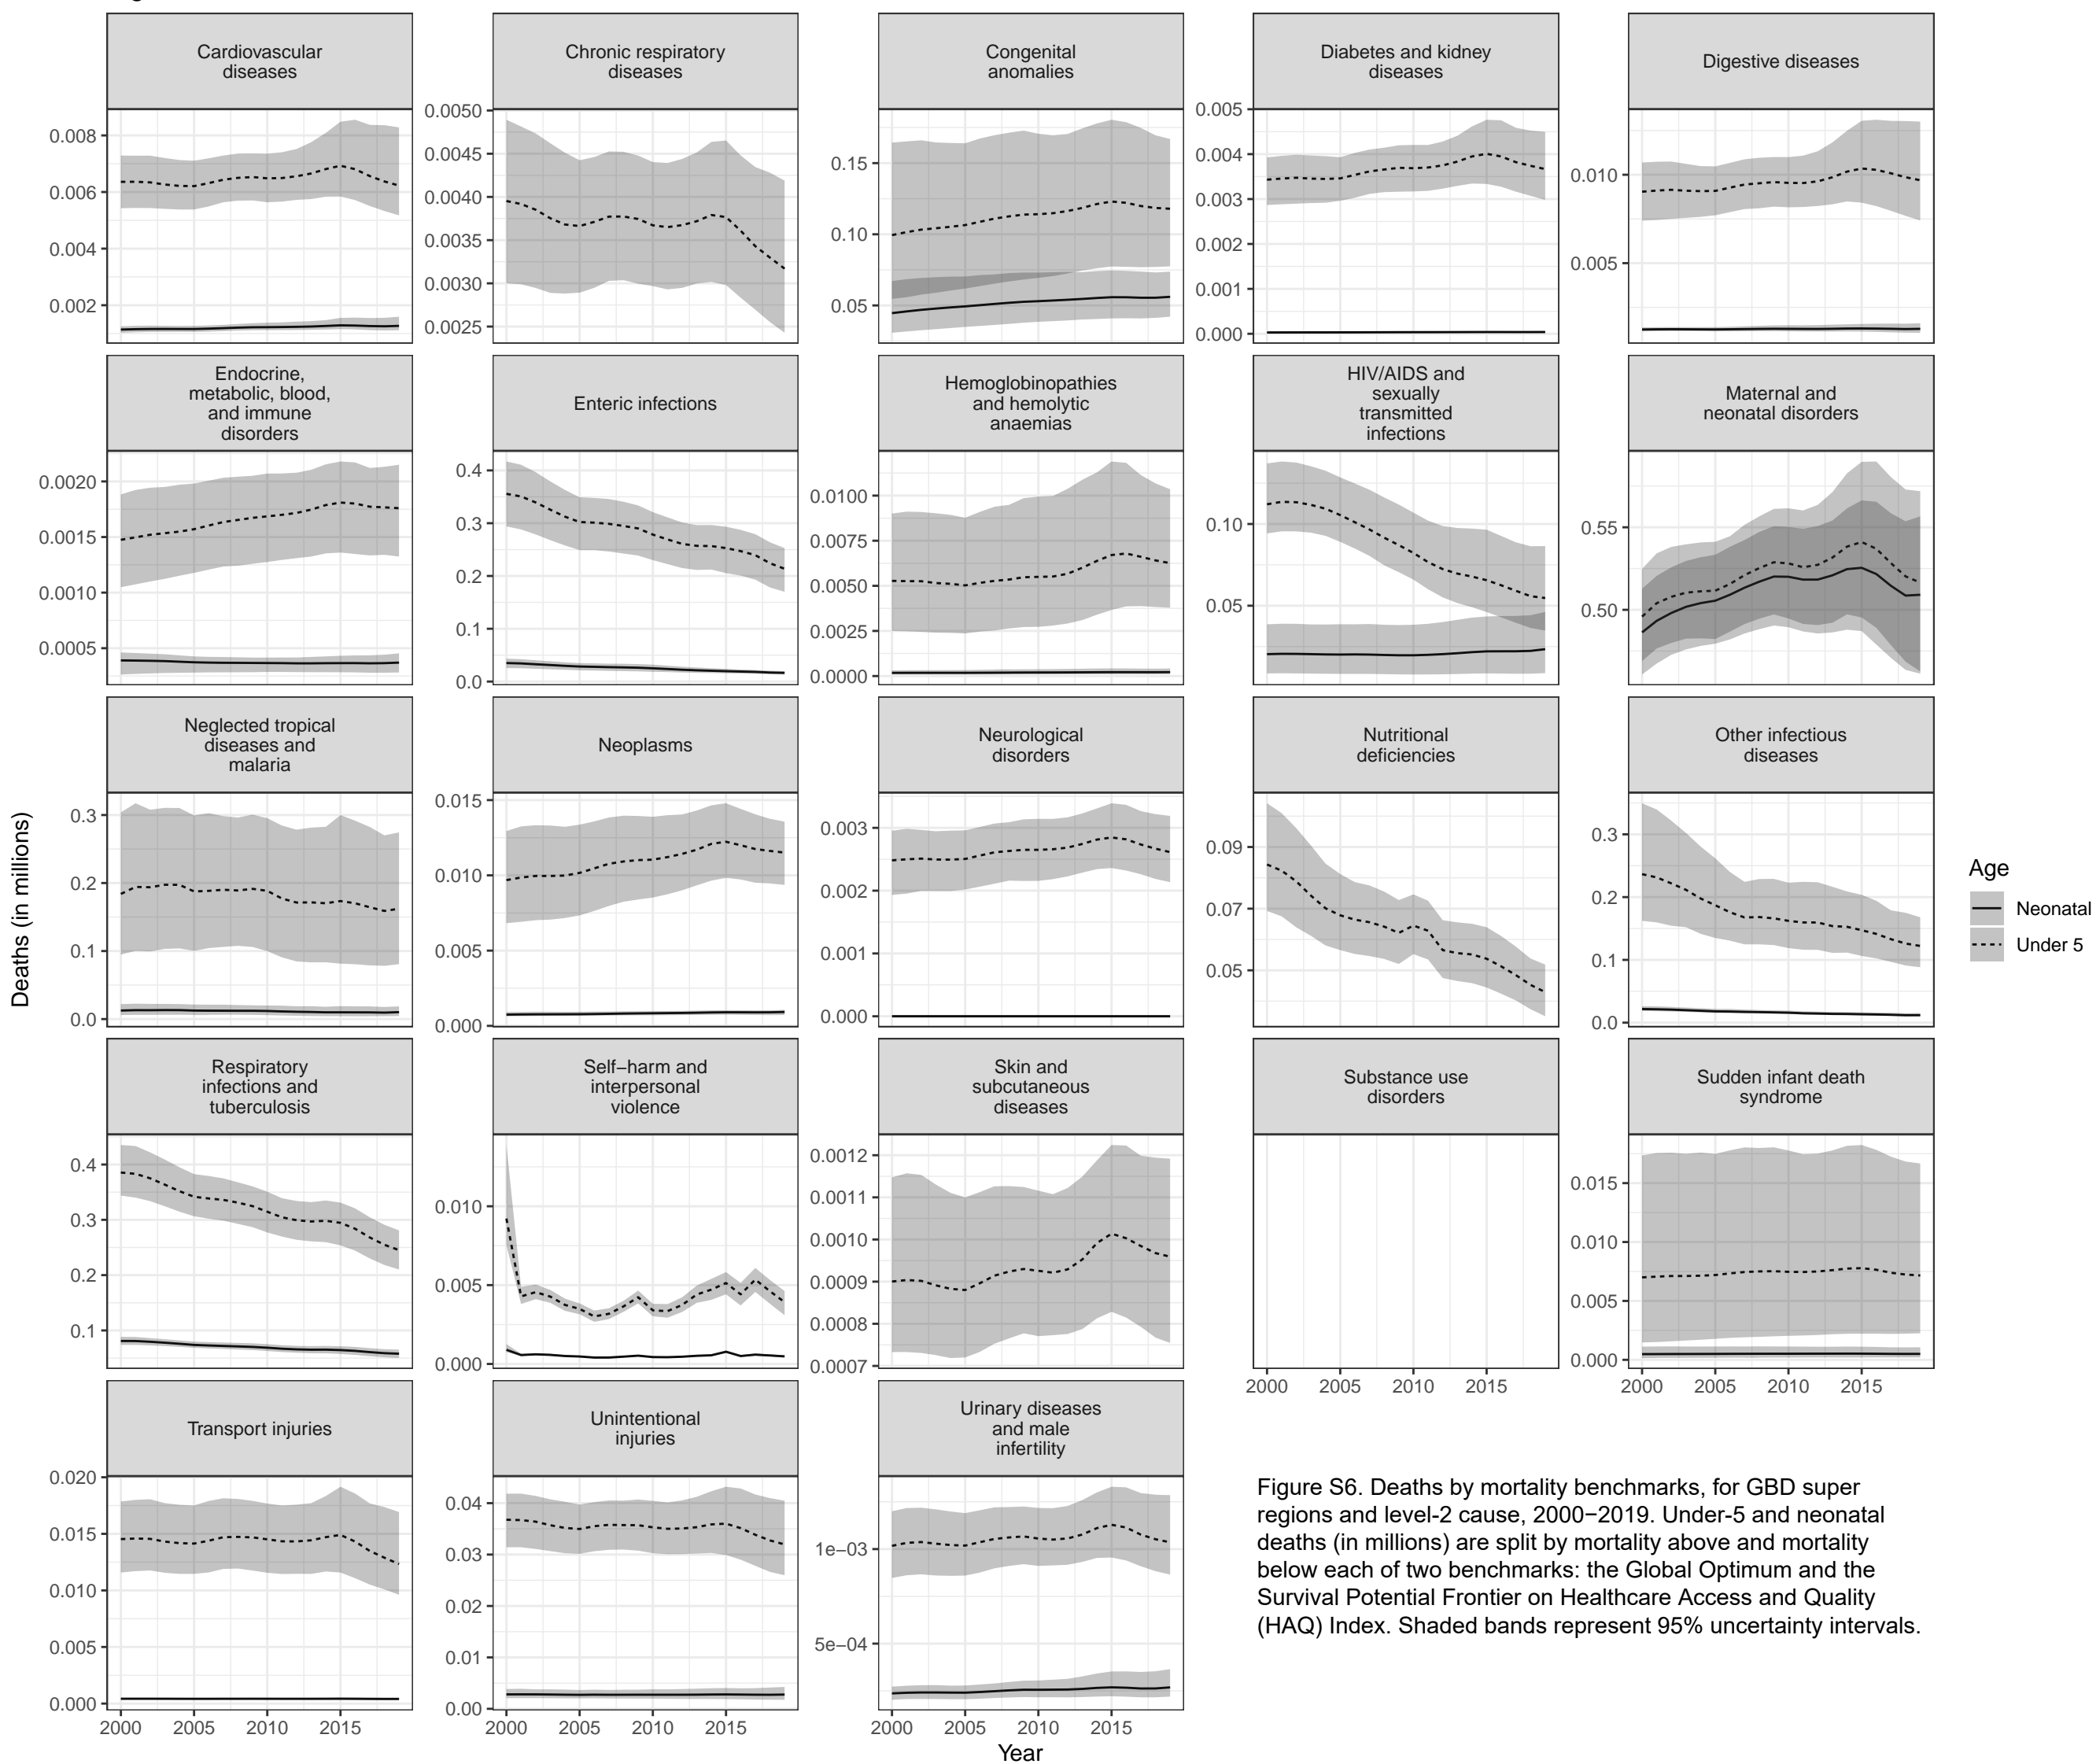 Cardiovascular
diseases
Chronic respiratory
diseases
Congenital
anomalies
Diabetes and kidney
diseases
Digestive diseases
0.008
0.006
0.004
0.002
0.0050
0.0045
0.0040
0.0035
0.0030
0.0025
0.15
0.10
0.05
0.005
0.004
0.003
0.002
0.001
0.000
0.010
0.005
Endocrine,
metabolic, blood,
and immune
disorders
Enteric infections
Hemoglobinopathies
and hemolytic
anaemias
HIV/AIDS and
sexually
transmitted
infections
Maternal and
neonatal disorders
0.0020
0.0015
0.0010
0.0005
0.4
0.3
0.2
0.1
0.0
0.0100
0.0075
0.0050
0.0025
0.0000
0.10
0.05
0.55
0.50
Neglected tropical
diseases and
malaria
Neoplasms
Neurological
disorders
Nutritional
deficiencies
Other infectious
diseases
0.3
0.2
0.1
0.0
0.015
0.010
0.005
0.000
0.003
0.002
0.001
0.000
0.09
0.07
0.05
0.3
0.2
0.1
0.0
Respiratory
infections and
tuberculosis
Self−harm and
interpersonal
violence
Skin and
subcutaneous
diseases
Substance use
disorders
Sudden infant death
syndrome
0.4
0.3
0.2
0.1
0.010
0.005
0.000
0.0012
0.0011
0.0010
0.0009
0.0008
0.0007
2000 2005 2010 2015
0.015
0.010
0.005
0.000
2000 2005 2010 2015
Transport injuries
Unintentional
injuries
Urinary diseases
and male
infertility
0.020
0.015
0.010
0.005
0.000
2000 2005 2010 2015
0.04
0.03
0.02
0.01
0.00
2000 2005 2010 2015
1e−03
5e−04
2000 2005 2010 2015
Year
Deaths (in millions)
Age
Neonatal
Under 5
Figure S6. Deaths by mortality benchmarks, for GBD super
regions and level-2 cause, 2000−2019. Under-5 and neonatal
deaths (in millions) are split by mortality above and mortality
below each of two benchmarks: the Global Optimum and the
Survival Potential Frontier on Healthcare Access and Quality
(HAQ) Index. Shaded bands represent 95% uncertainty intervals.